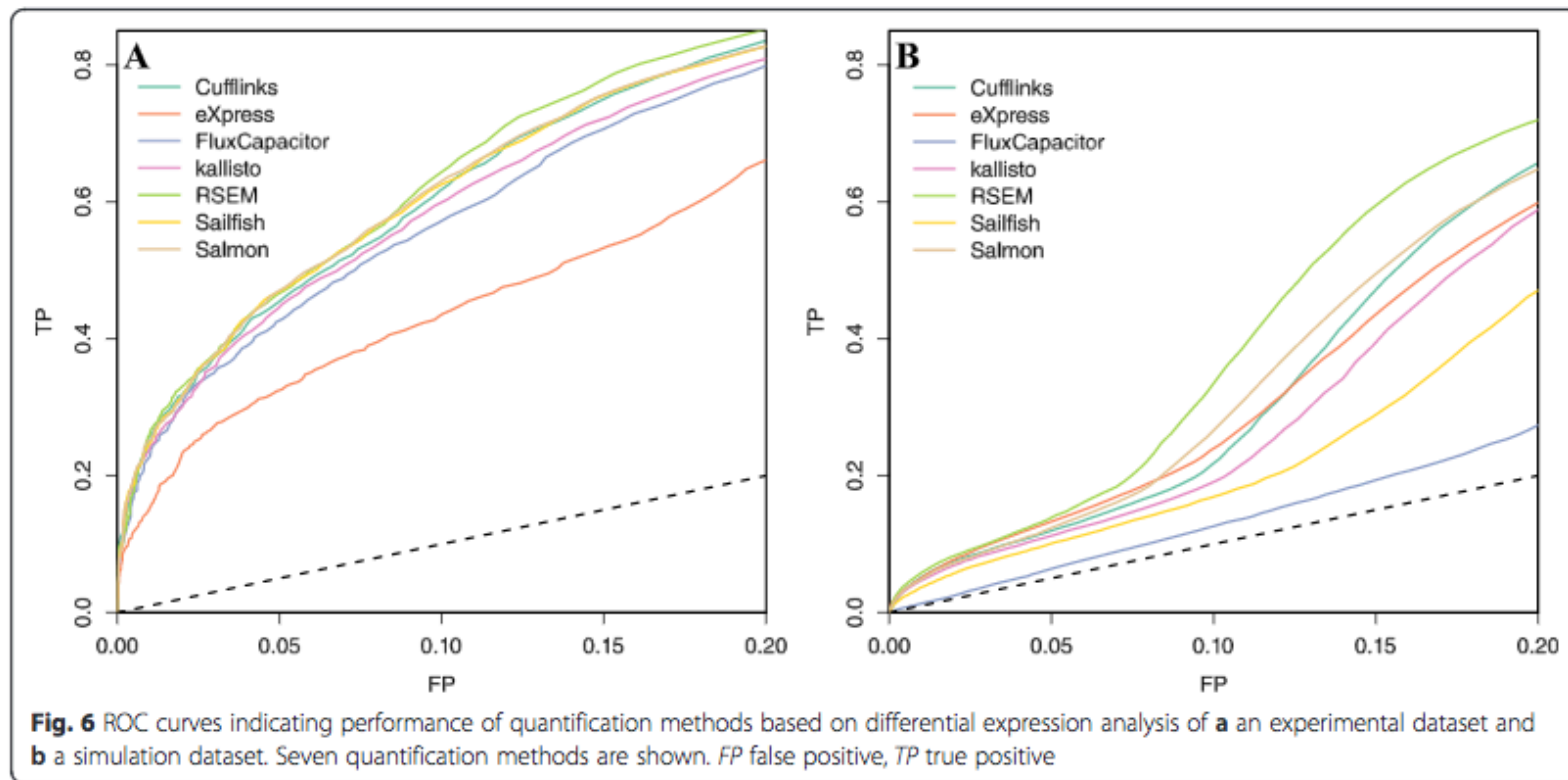 A
Cufflinks
eXpress
FluxCapacitor
kallisto
RSEM
Sailfish
Salmon
TP
0.0
0.2
0.4
0.6
0.8
0.00
0.05
0.10
0.15
0.20
FP
B
Cufflinks
eXpress
FluxCapacitor
kallisto
RSEM
Sailfish
Salmon
TP
0.0
0.2
0.4
0.6
0.8
0.00
0.05
0.10
0.15
0.20
FP
Fig. 6 ROC curves indicating performance of quantification methods based on differential expression analysis of a an experimental dataset and
b a simulation dataset. Seven quantification methods are shown. FP false positive, TP true positive